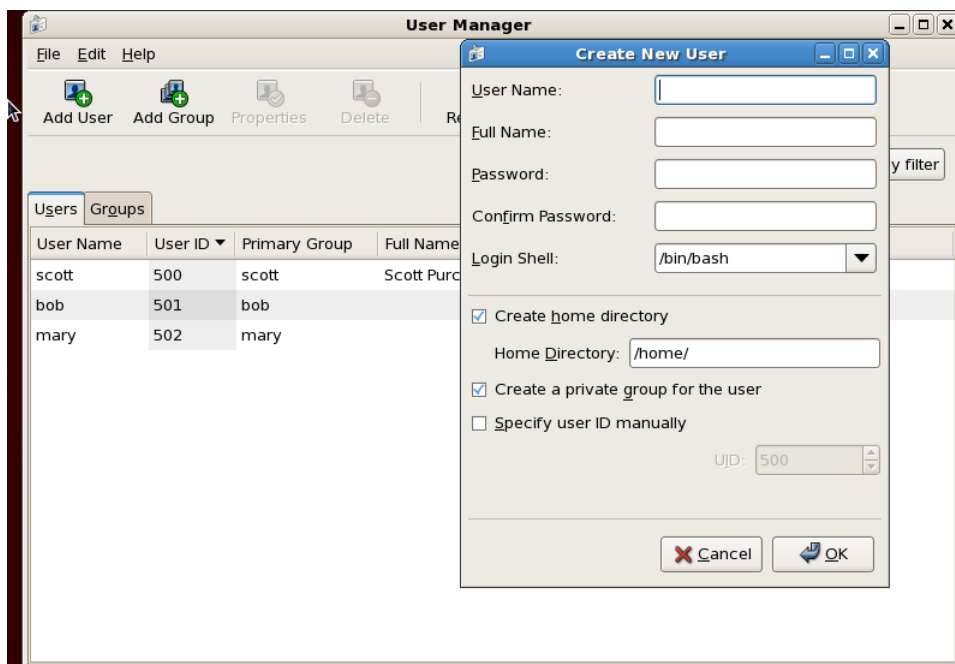 User Manager
File Edit Help
Add User Add Group Properties Delete
Users Groups
User Name User ID Primary Group Full Name
scott 500 scott Scott
bob 501 bob
mary 502 mary
filter
Create New User
User Name:
Full Name:
Password:
Confirm Password:
Login Shell: /bin/bash
Create home directory
Home Directory: /home/
Create a private group for the user
Specify user ID manually
UID: 500
Cancel OK